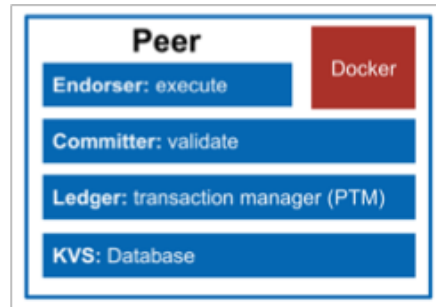 Peer
Docker
Endorser: execute
Committer: validate
Ledger: transaction manager (PTM)
KVS: Database